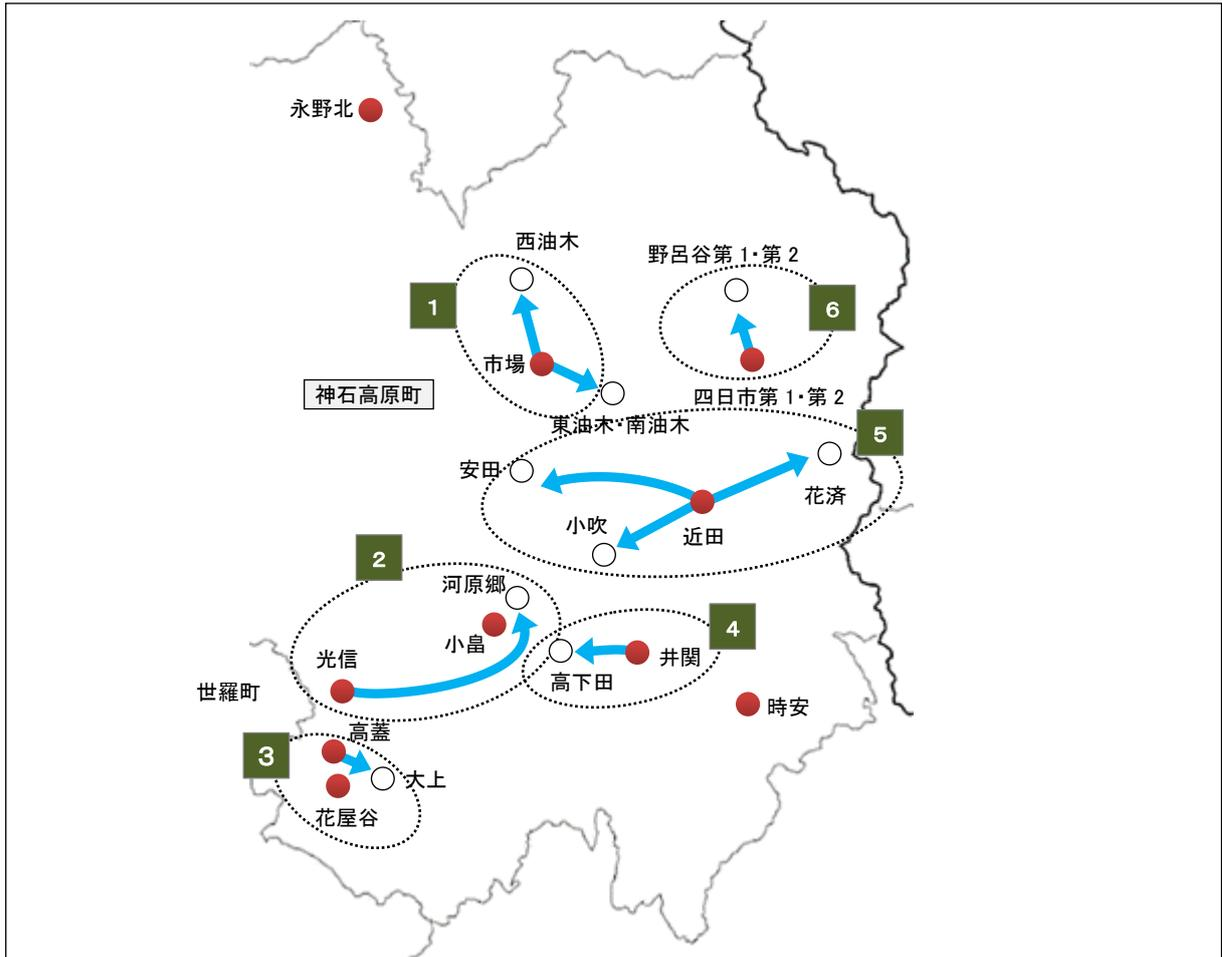 永野北
西油木
野呂谷第1・第2
1
6
市場
神石高原町
四日市第1・第2
東油木・南油木
5
安田
花済
小吹
近田
2
河原郷
小畠
4
光信
井関
高下田
世羅町
時安
高蓋
3
大上
花屋谷